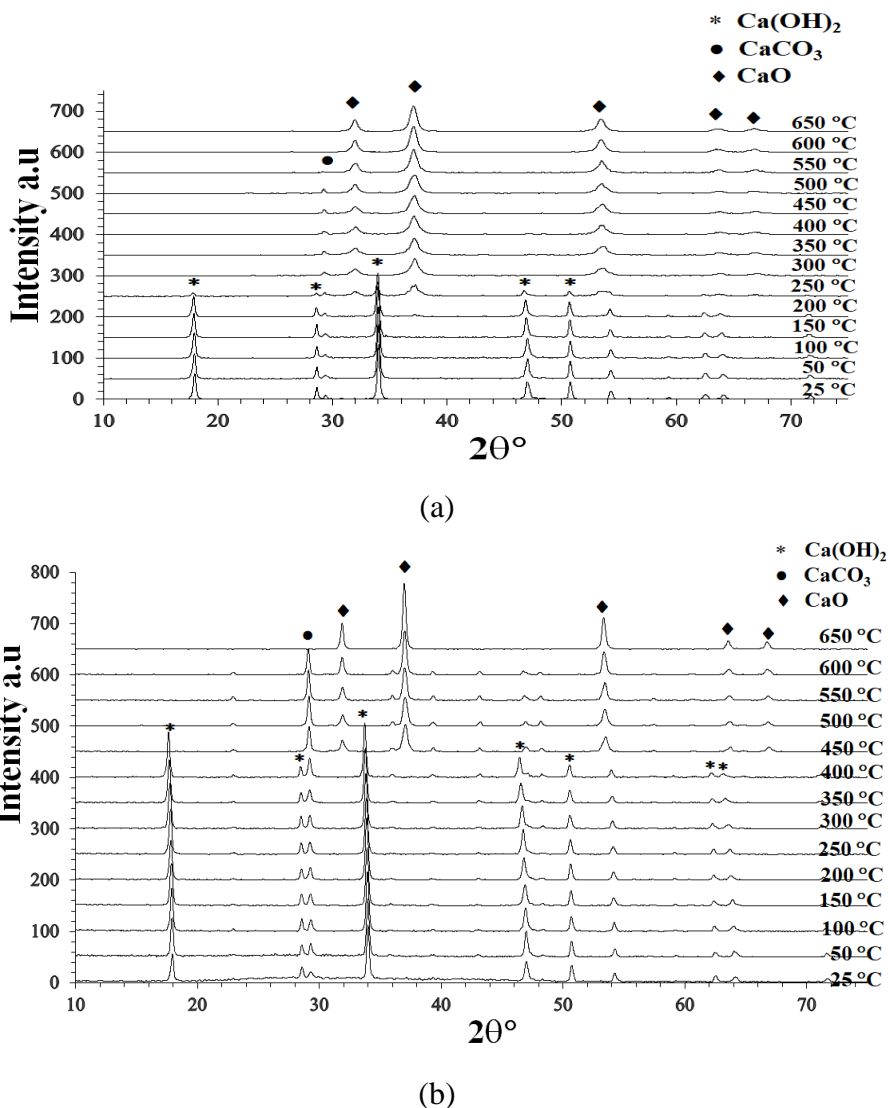 * Ca(OH)₂
● CaCO₃
◆ CaO
Intensity a.u
700
600
500
400
300
200
100
0
650 °C
600 °C
550 °C
500 °C
450 °C
400 °C
350 °C
300 °C
250 °C
200 °C
150 °C
100 °C
50 °C
25 °C
10 20 30 40 50 60 70
2θ°
(a)
* Ca(OH)₂
● CaCO₃
◆ CaO
Intensity a.u
800
700
600
500
400
300
200
100
0
650 °C
600 °C
550 °C
500 °C
450 °C
400 °C
350 °C
300 °C
250 °C
200 °C
150 °C
100 °C
50 °C
25 °C
10 20 30 40 50 60 70
2θ°
(b)